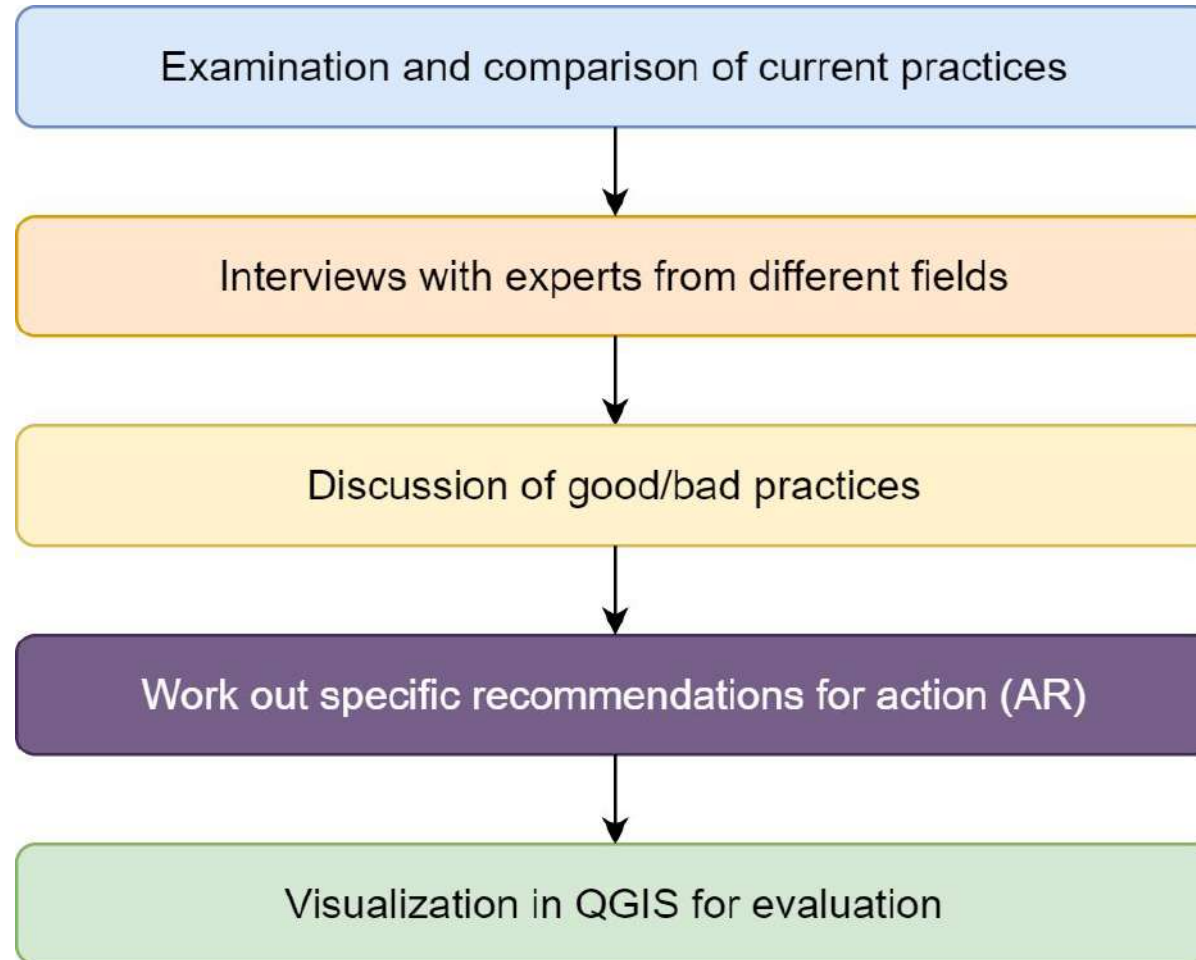 Examination and comparison of current practices
Interviews with experts from different fields
Discussion of good/bad practices
Work out specific recommendations for action (AR)
Visualization in QGIS for evaluation